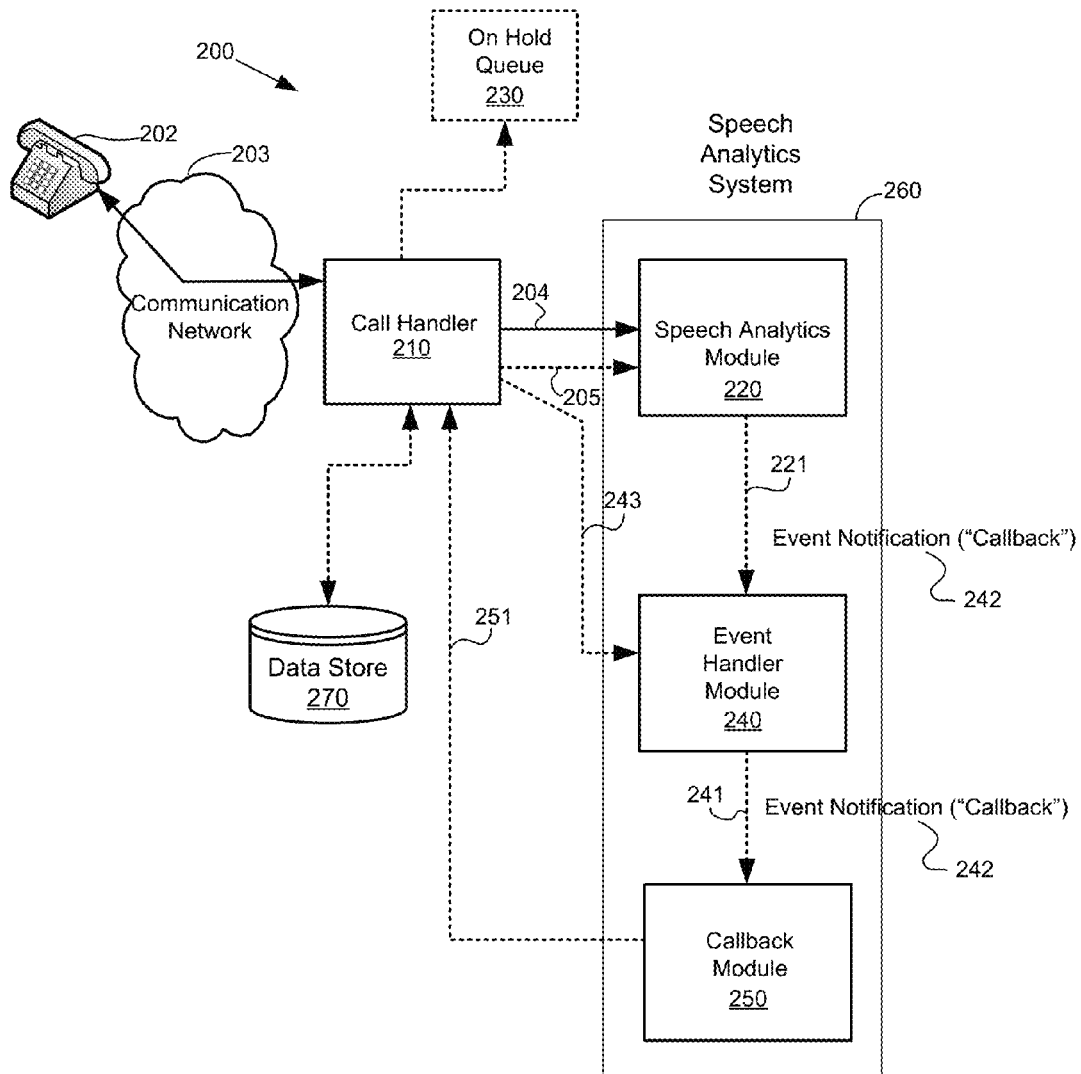 200
On Hold
Queue
230
Speech
Analytics
System
202
203
260
Communication
Network
Call Handler
210
204
205
Speech Analytics
Module
220
221
243
Event Notification ("Callback")
242
251
Data Store
270
Event
Handler
Module
240
241
Event Notification ("Callback")
242
Callback
Module
250